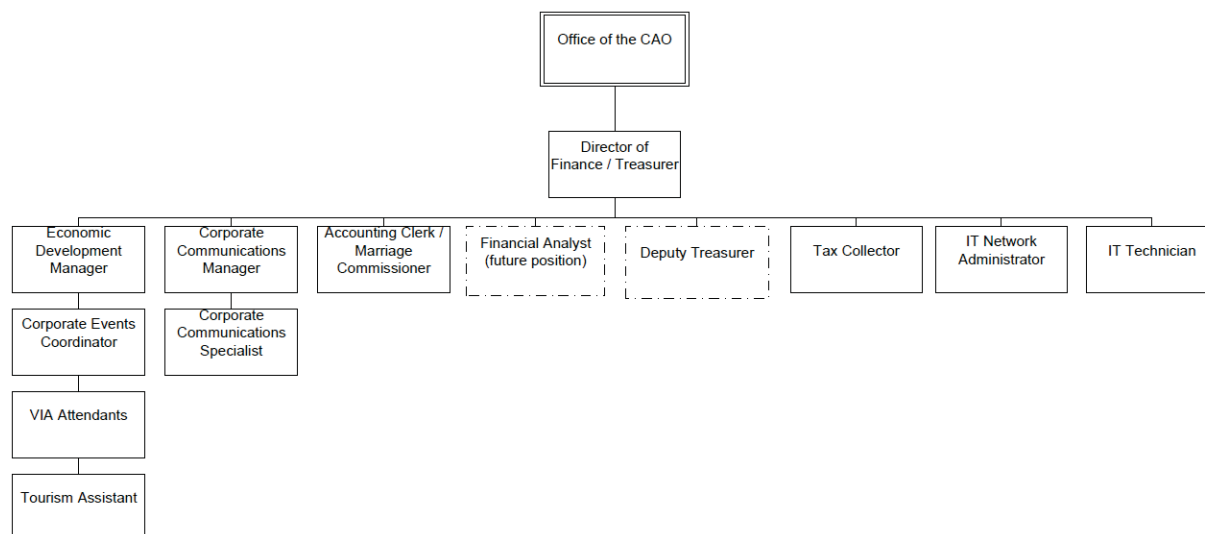 Office of the CAO
Director of
Finance / Treasurer
Economic
Development
Manager
Corporate
Communications
Manager
Accounting Clerk /
Marriage
Commissioner
Financial Analyst
(future position)
Deputy Treasurer
Tax Collector
IT Network
Administrator
IT Technician
Corporate Events
Coordinator
Corporate
Communications
Specialist
VIA Attendants
Tourism Assistant